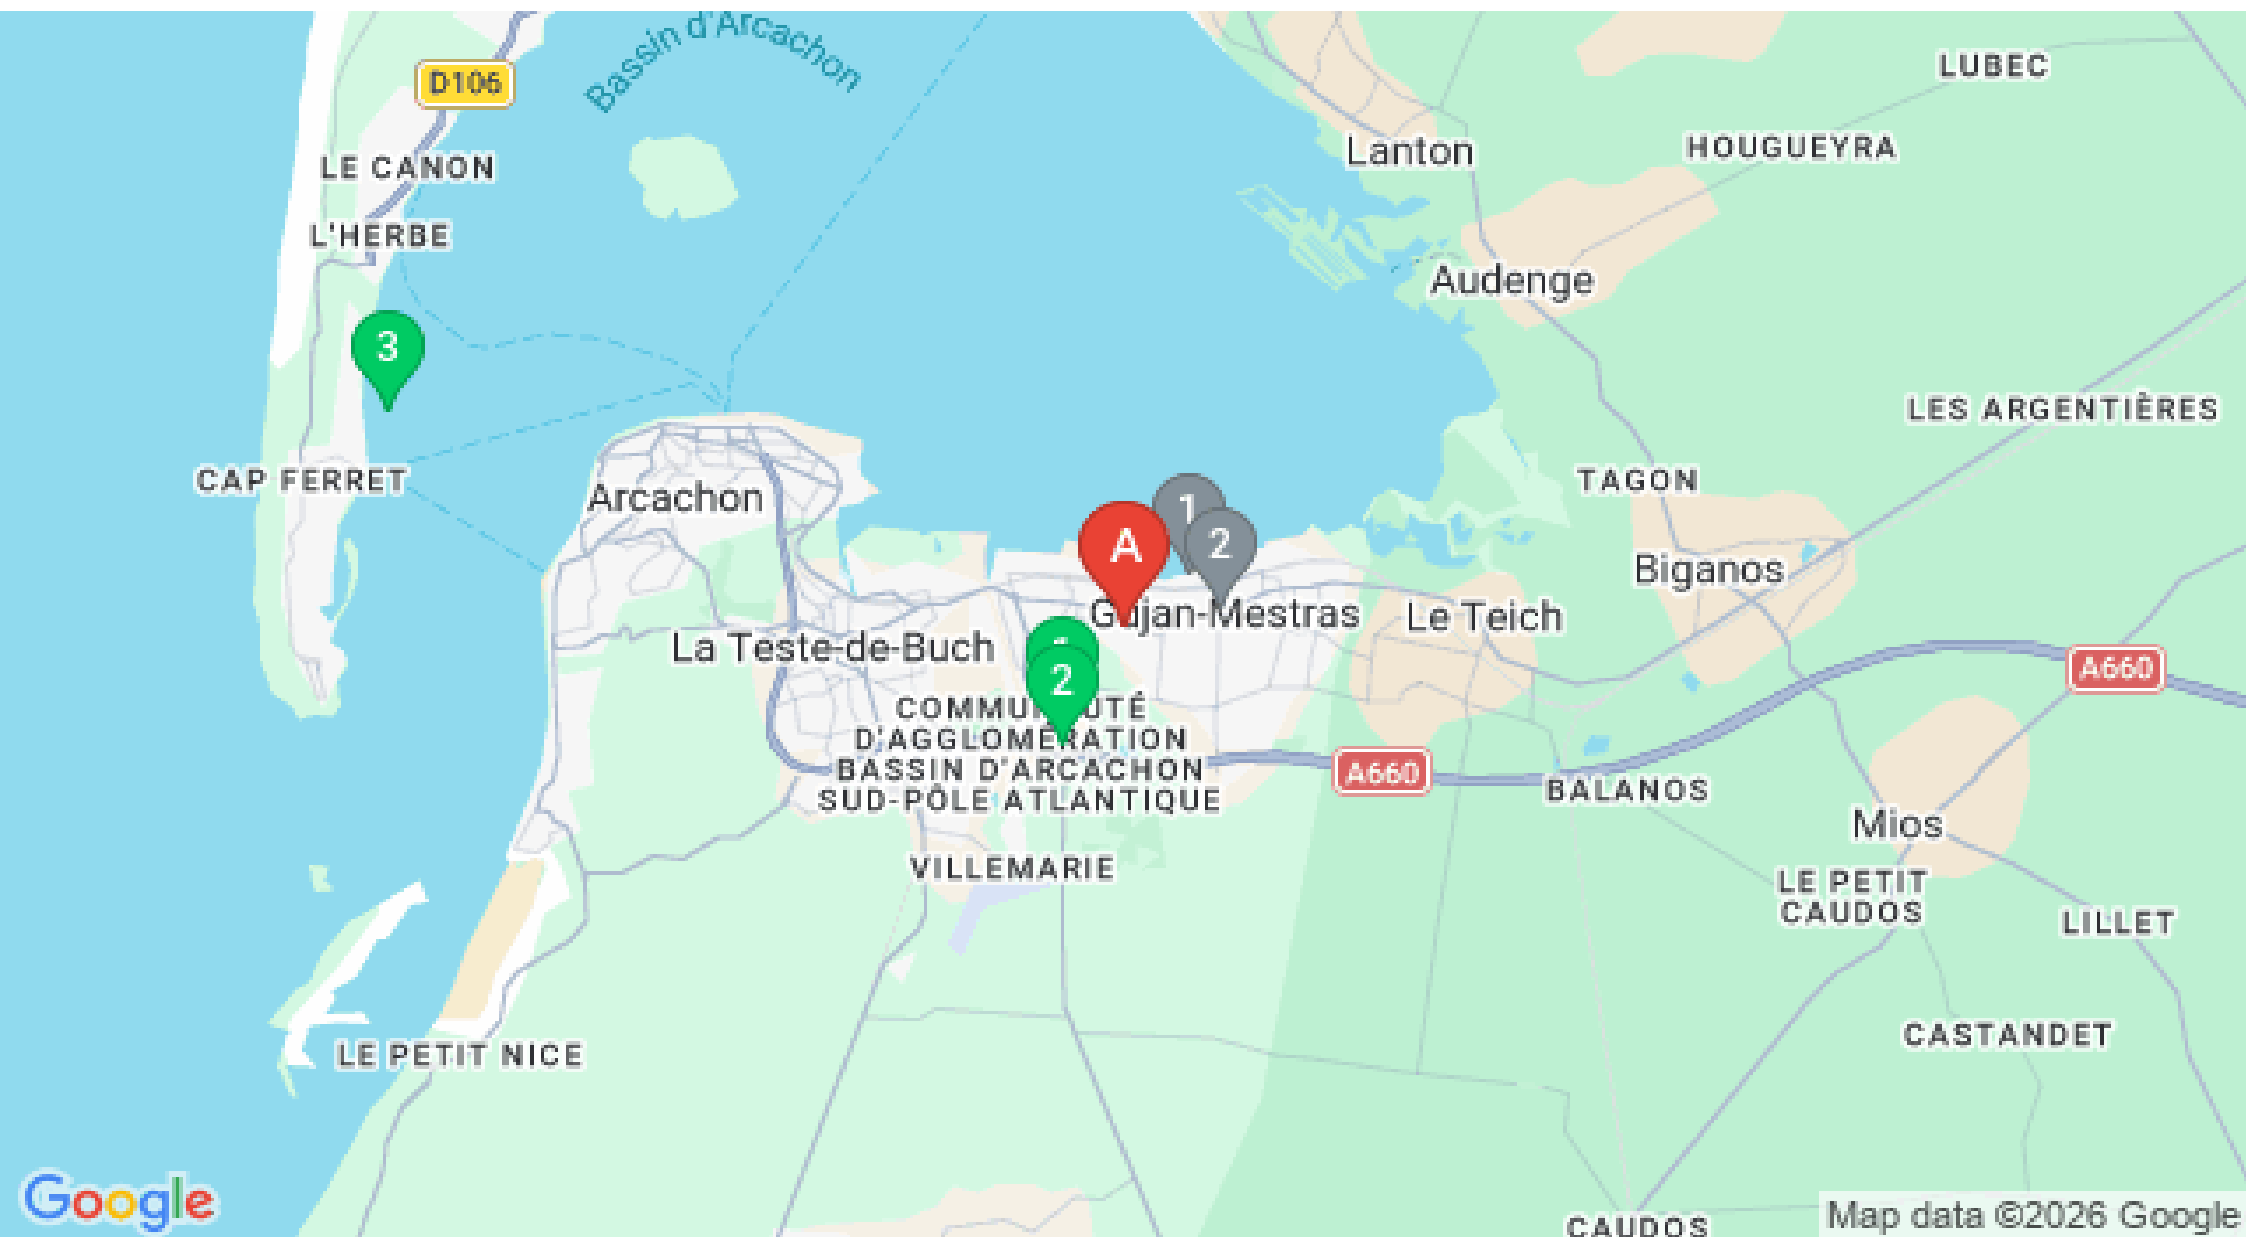 Bassin d'Arcachon
D106
LUBEC
LE CANON
Lanton
HOUGUEYRA
L'HERBE
Audenge
3
LES ARGENTIÈRES
CAP FERRET
TAGON
Arcachon
1
A
2
Biganos
Gujan-Mestras
Le Teich
La Teste-de-Buch
A660
2
COMMUNAUTÉ
D'AGGLOMÉRATION
BASSIN D'ARCACHON
SUD-PÔLE ATLANTIQUE
A660
BALANOS
Mios
VILLEMARIE
LE PETIT
CAUDOS
LILLET
CASTANDET
LE PETIT NICE
Google
Map data ©2026 Google
CAUDOS